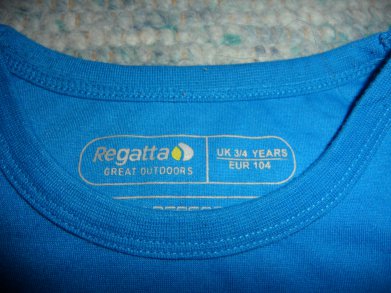 Regatta
GREAT OUTDOORS
UK 3/4 YEARS
EUR 104